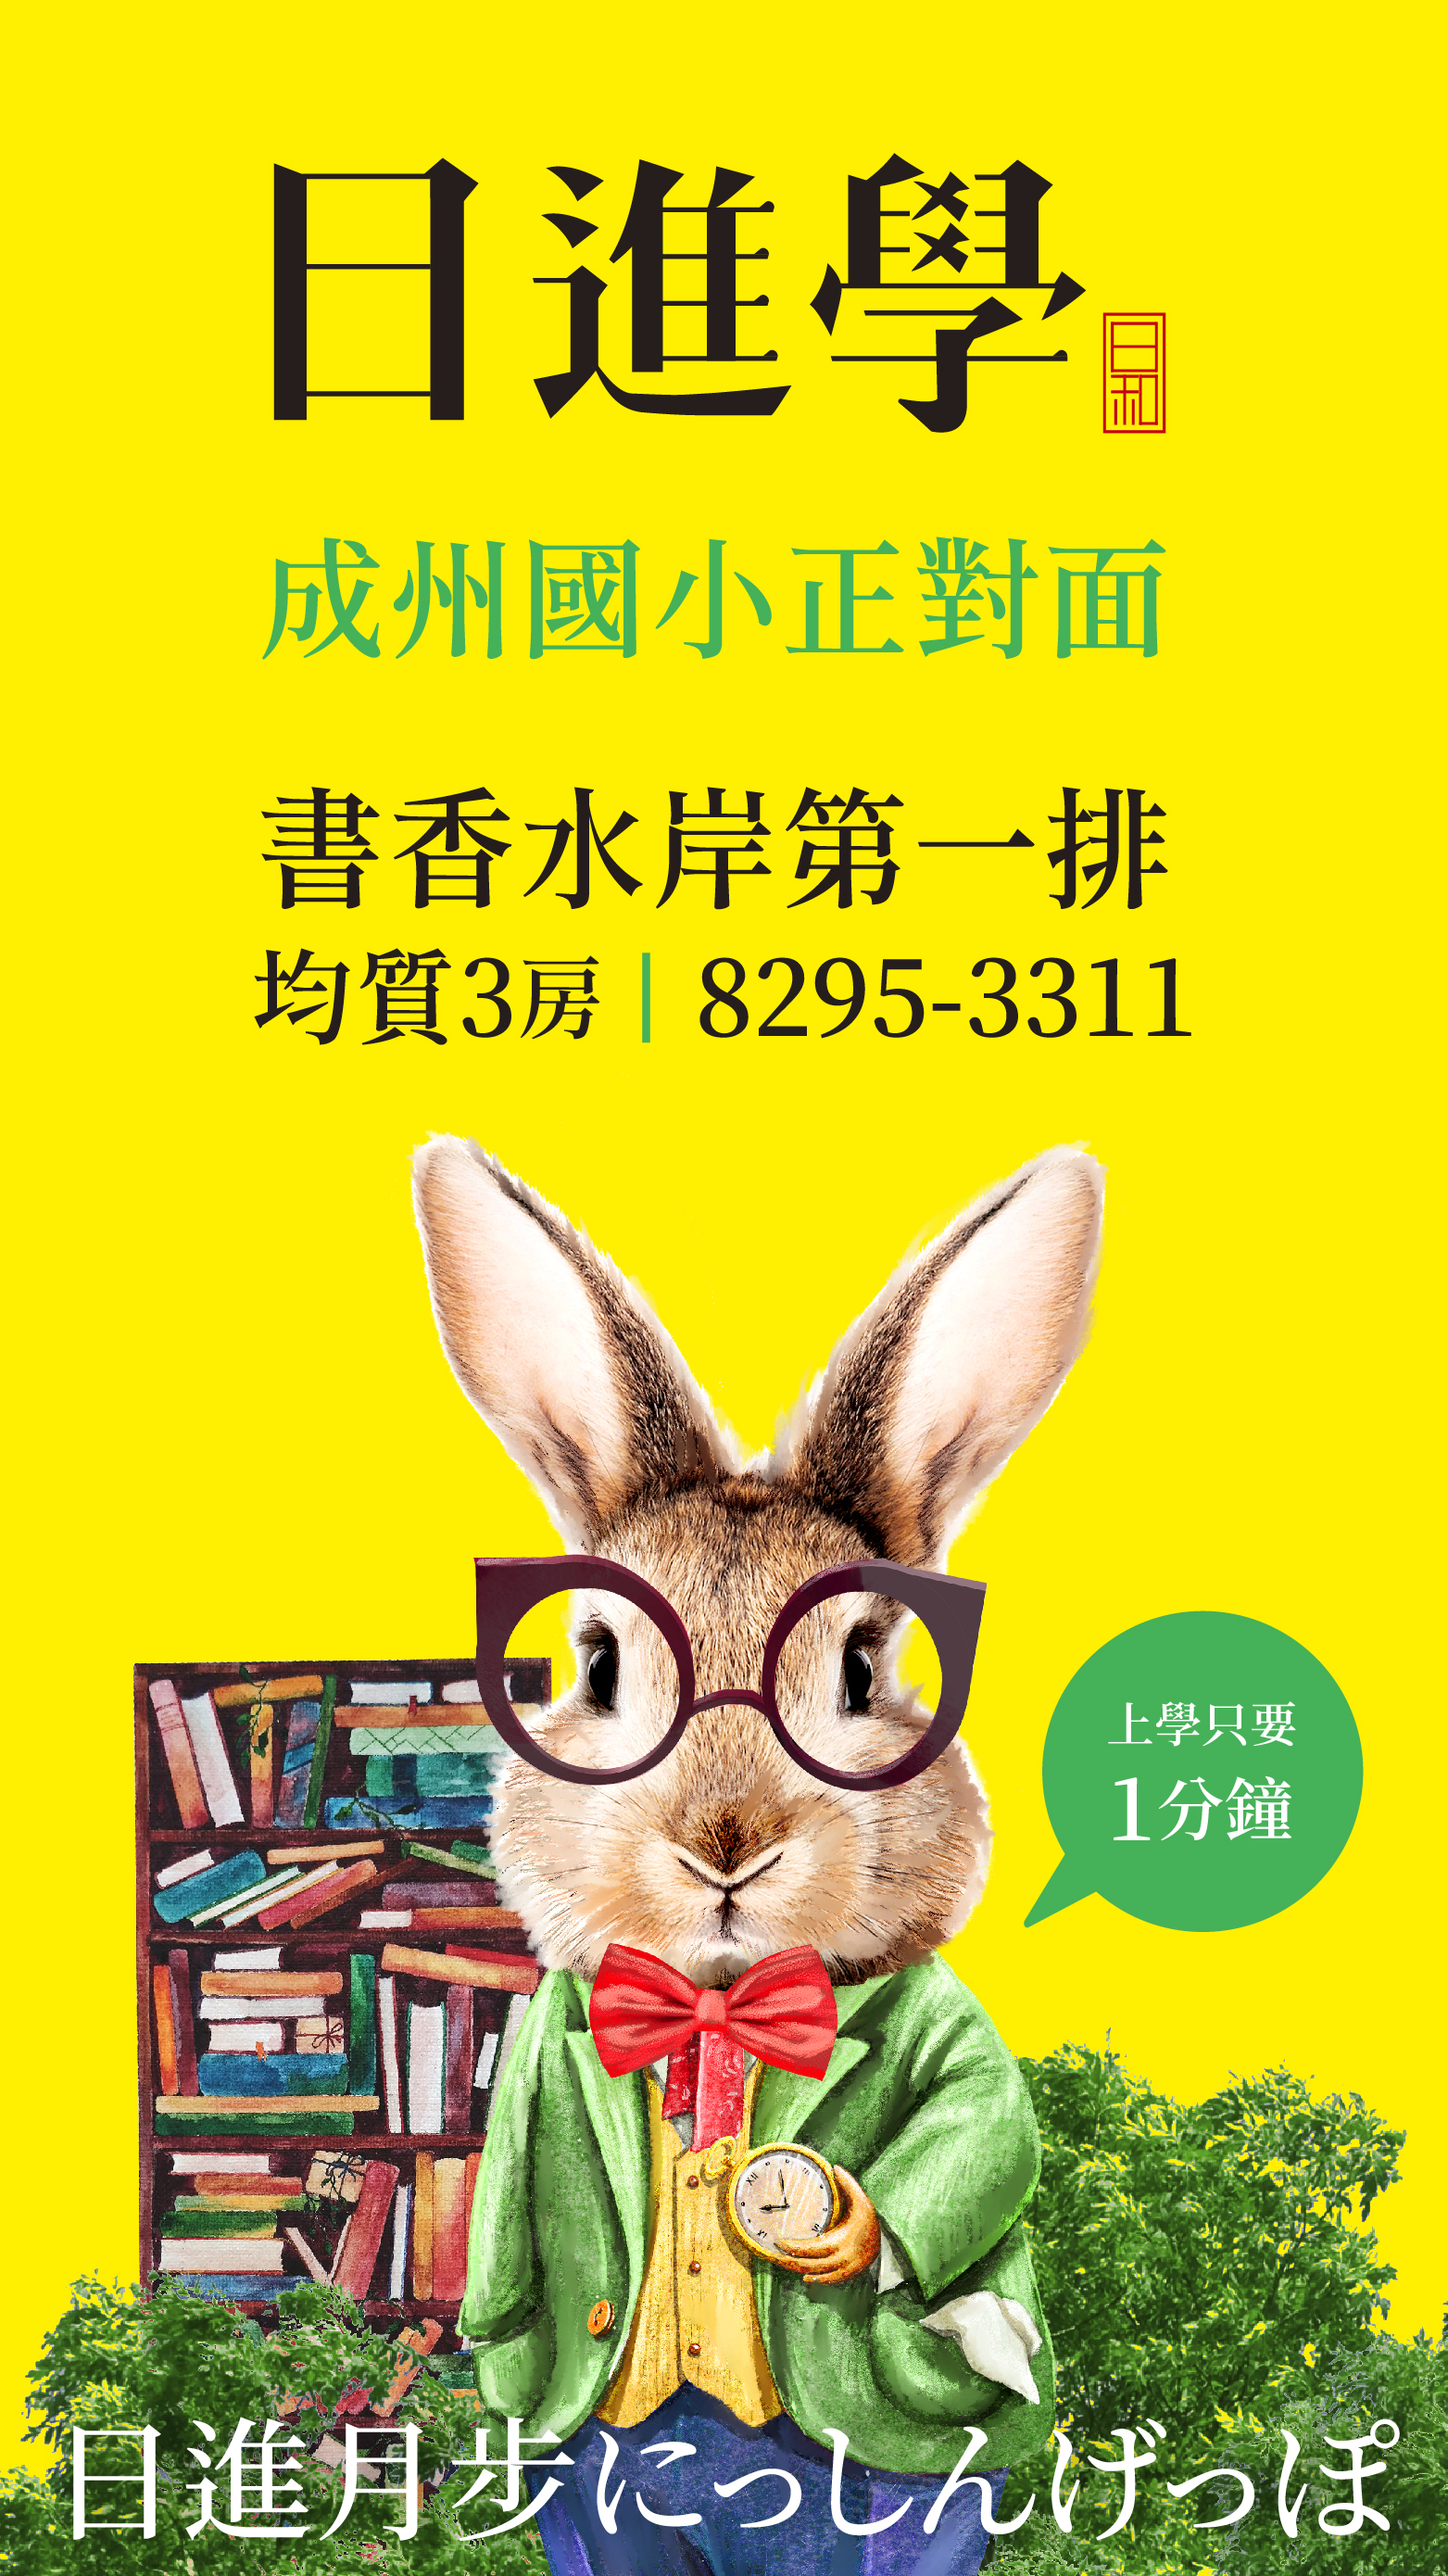 日進學
日和
成州國小正對面
書香水岸第一排
均質3房｜8295-3311
上學只要
1分鐘
日進月步にっしんげっぽ